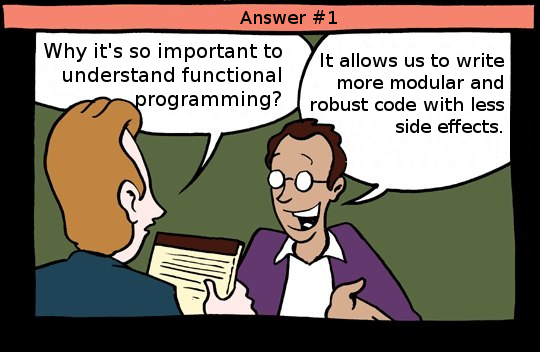 Answer #1
Why it's so important to
understand functional
programming?
It allows us to write
more modular and
robust code with less
side effects.